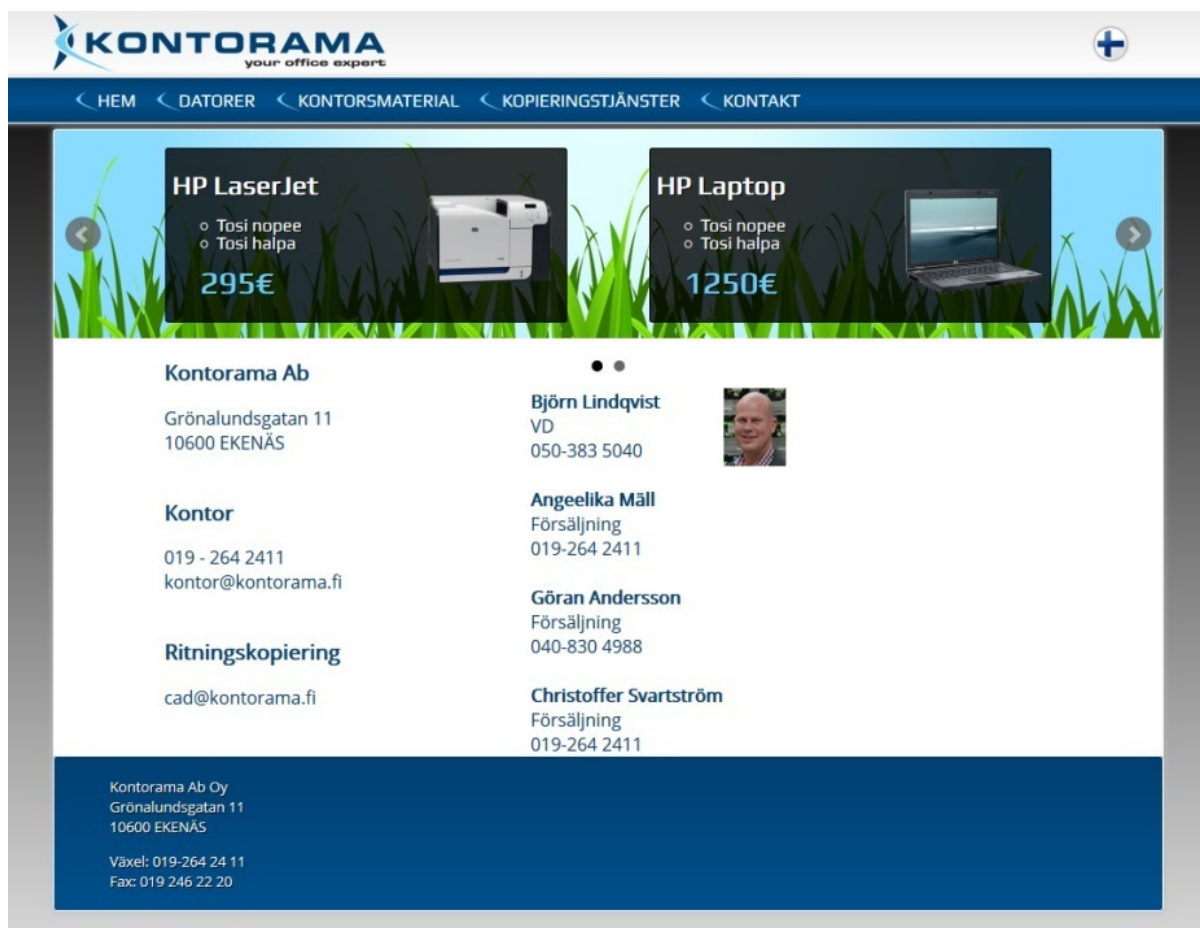 KONTORAMA
your office expert
HEM DATORER KONTORSMATERIAL KOPIERINGSTJÄNSTER KONTAKT
HP LaserJet
Tosi nopee
Tosi halpa
295€
HP Laptop
Tosi nopee
Tosi halpa
1250€
Kontorama Ab
Grönalundsgatan 11
10600 EKENÄS
Kontor
019 - 264 2411
kontor@kontorama.fi
Ritningskopiering
cad@kontorama.fi
Björn Lindqvist
VD
050-383 5040
Angeelika Mäll
Försäljning
019-264 2411
Göran Andersson
Försäljning
040-830 4988
Christoffer Svartström
Försäljning
019-264 2411
Kontorama Ab Oy
Grönalundsgatan 11
10600 EKENÄS
Växel: 019-264 24 11
Fax: 019 246 22 20